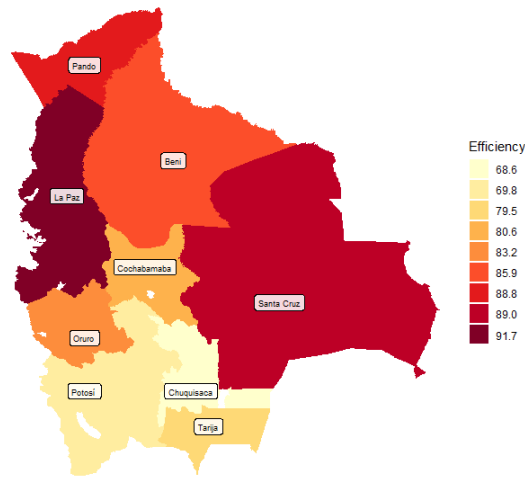 Pando
Beni
La Paz
Cochabamaba
Santa Cruz
Oruro
Potosí
Chuquisaca
Tarija
Efficiency
68.6
69.8
79.5
80.6
83.2
85.9
88.8
89.0
91.7